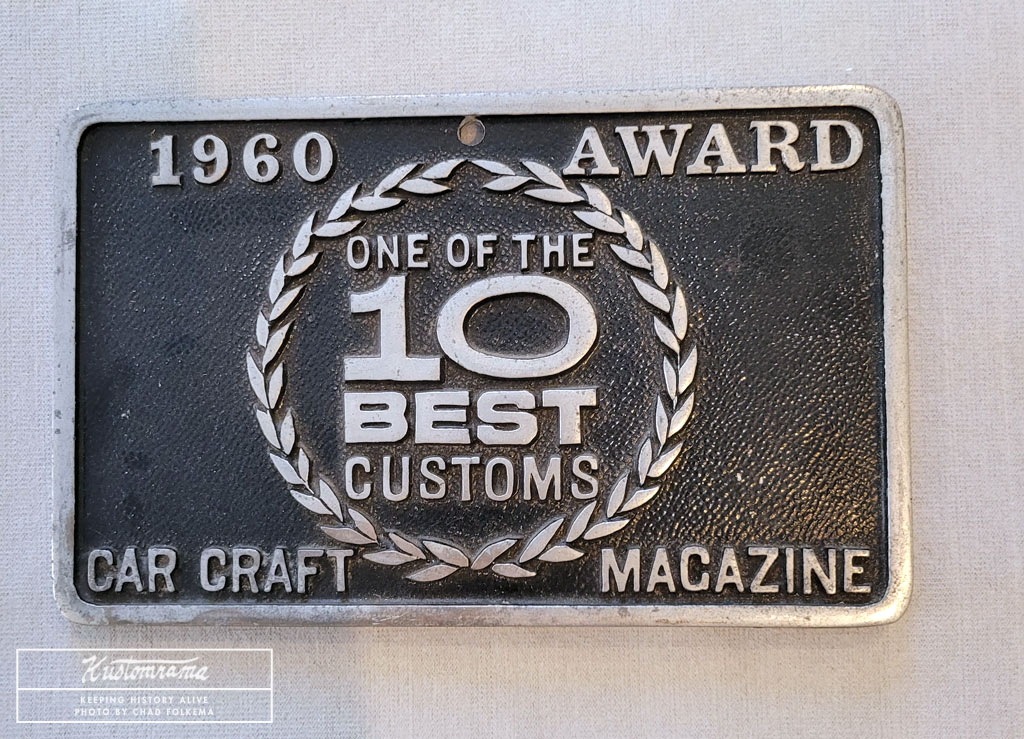 1960 AWARD
ONE OF THE
10
BEST
CUSTOMS
CAR CRAFT MAGAZINE
Kustomrama
KEEPING HISTORY ALIVE
PHOTO BY CHAD FOLKEMA